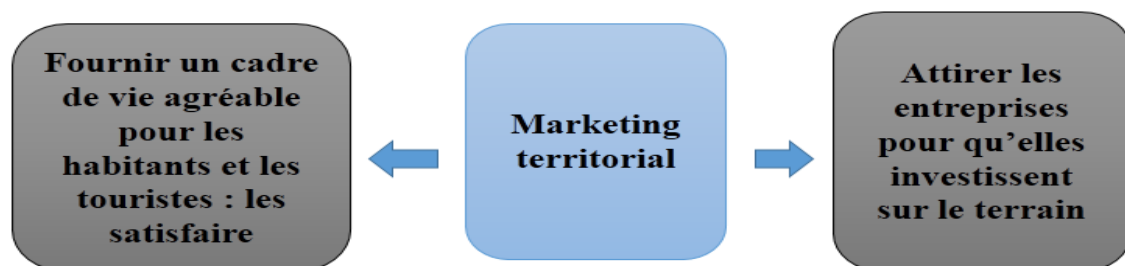 Fournir un cadre
de vie agréable
pour les
habitants et les
touristes : les
satisfaire
Marketing
territorial
Attirer les
entreprises
pour qu’elles
investissent
sur le terrain